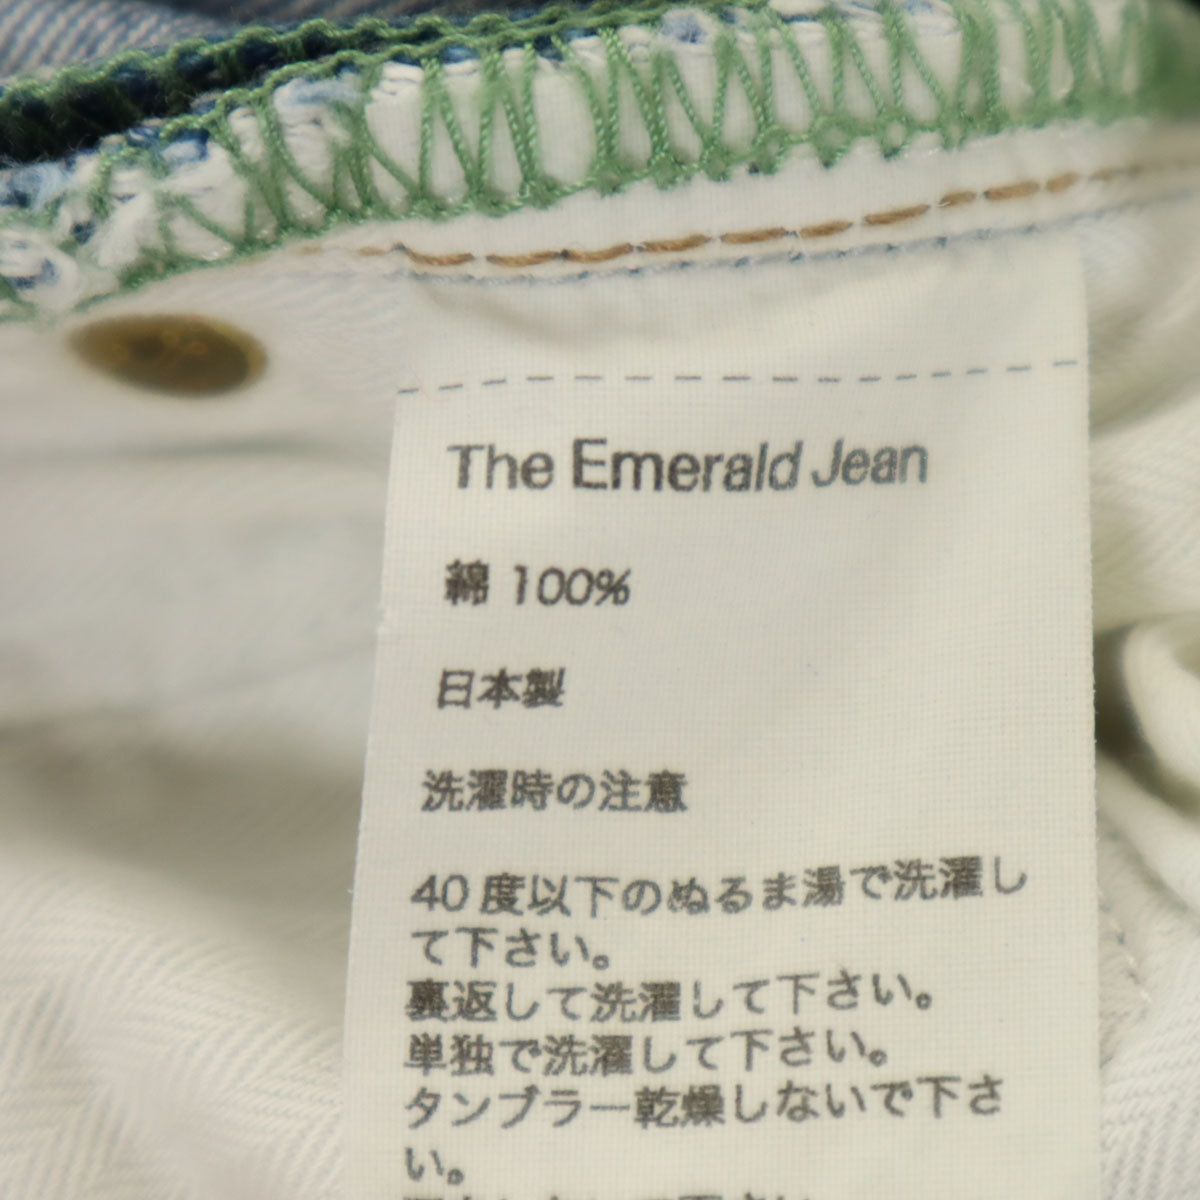 The Emerald Jean
綿 100%
日本製
洗濯時の注意
40 度以下のぬるま湯で洗濯し
て下さい。
裏返して洗濯して下さい。
単独で洗濯して下さい。
タンブラー乾燥しないで下さ
い。